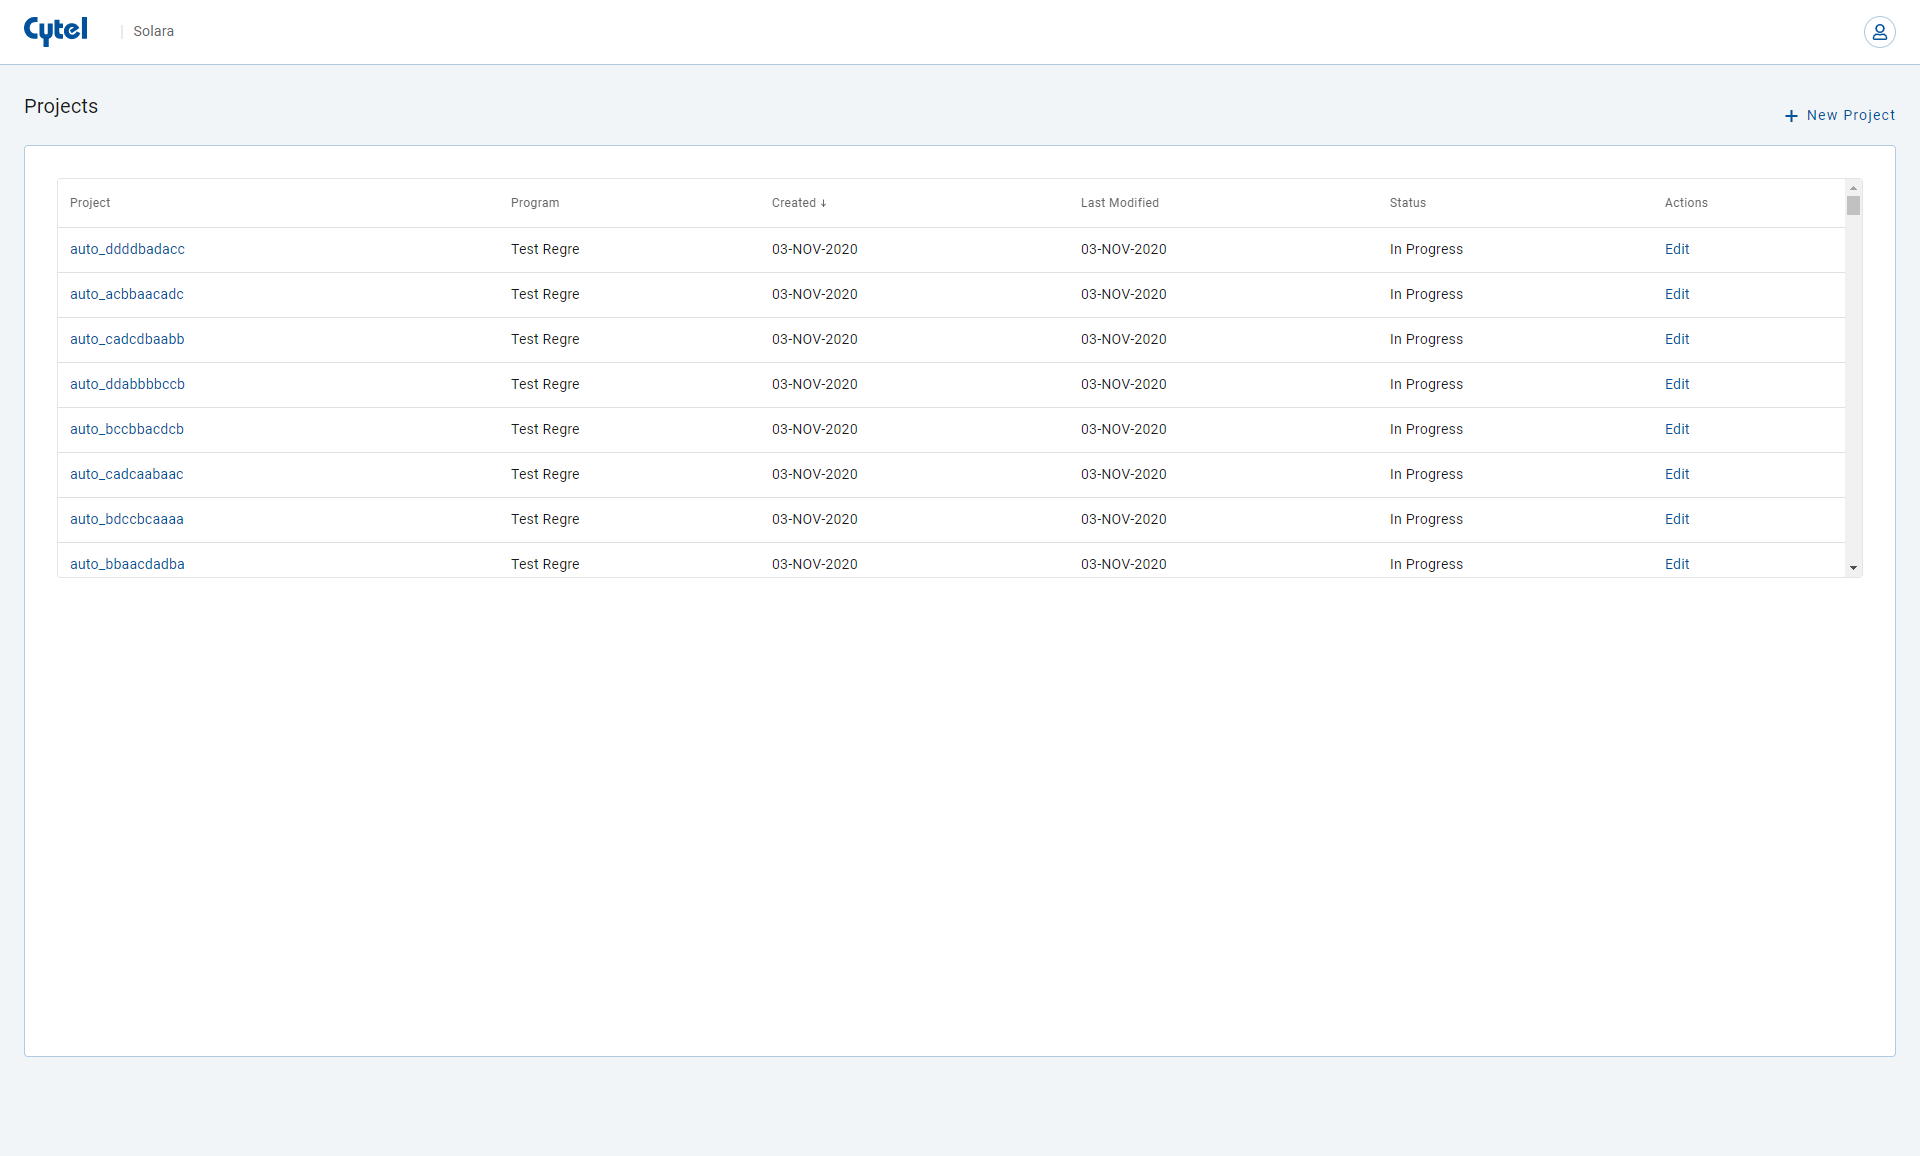 Cytel | Solara
Projects
+ New Project
Project Program Created ↓ Last Modified Status Actions
auto_ddddbadacc Test Regre 03-NOV-2020 03-NOV-2020 In Progress Edit
auto_acbbaacadc Test Regre 03-NOV-2020 03-NOV-2020 In Progress Edit
auto_cadcdbaabb Test Regre 03-NOV-2020 03-NOV-2020 In Progress Edit
auto_ddabbbbccb Test Regre 03-NOV-2020 03-NOV-2020 In Progress Edit
auto_bccbbacdcb Test Regre 03-NOV-2020 03-NOV-2020 In Progress Edit
auto_cadcaabaac Test Regre 03-NOV-2020 03-NOV-2020 In Progress Edit
auto_bdccbcaaaa Test Regre 03-NOV-2020 03-NOV-2020 In Progress Edit
auto_bbaacdadba Test Regre 03-NOV-2020 03-NOV-2020 In Progress Edit